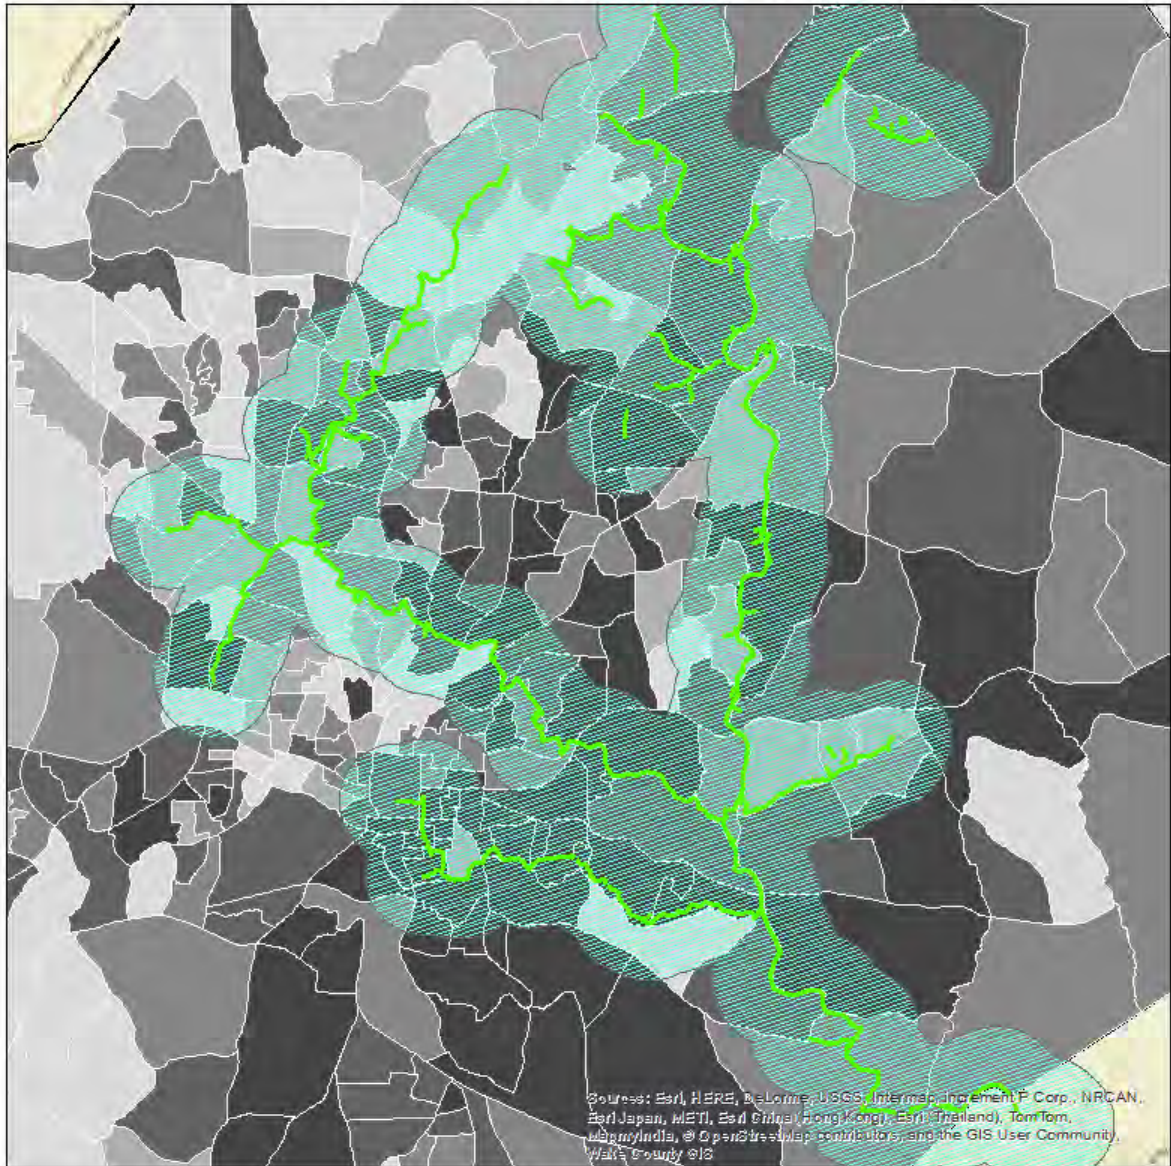 Sources: Esri, HERE, DeLorme, USGS, Intermap, increment P Corp., NRCAN,
Esri Japan, METI, Esri China (Hong Kong), Esri (Thailand), TomTom,
MapmyIndia, © OpenStreetMap contributors, and the GIS User Community,
Wake County GIS